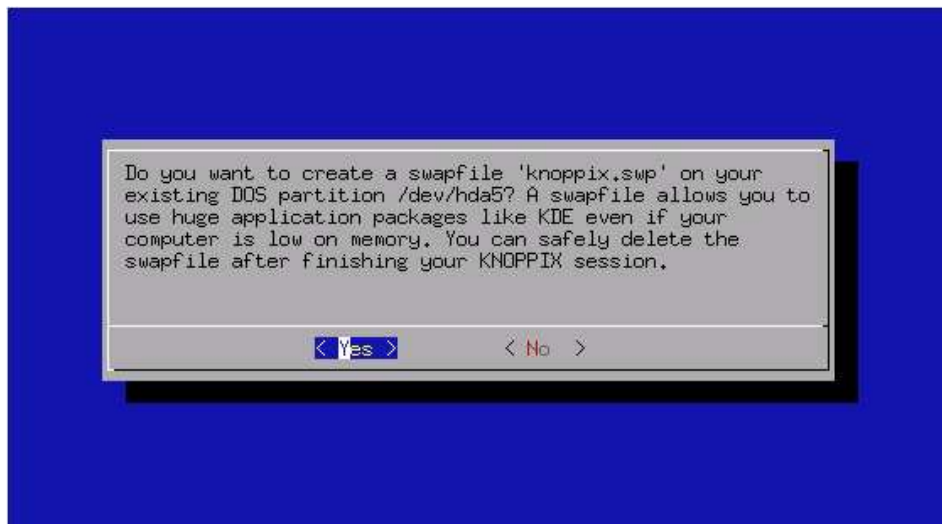 Do you want to create a swapfile 'knoppix.swp' on your
existing DOS partition /dev/hda5? A swapfile allows you to
use huge application packages like KDE even if your
computer is low on memory. You can safely delete the
swapfile after finishing your KNOPPIX session.
< Yes > < No >